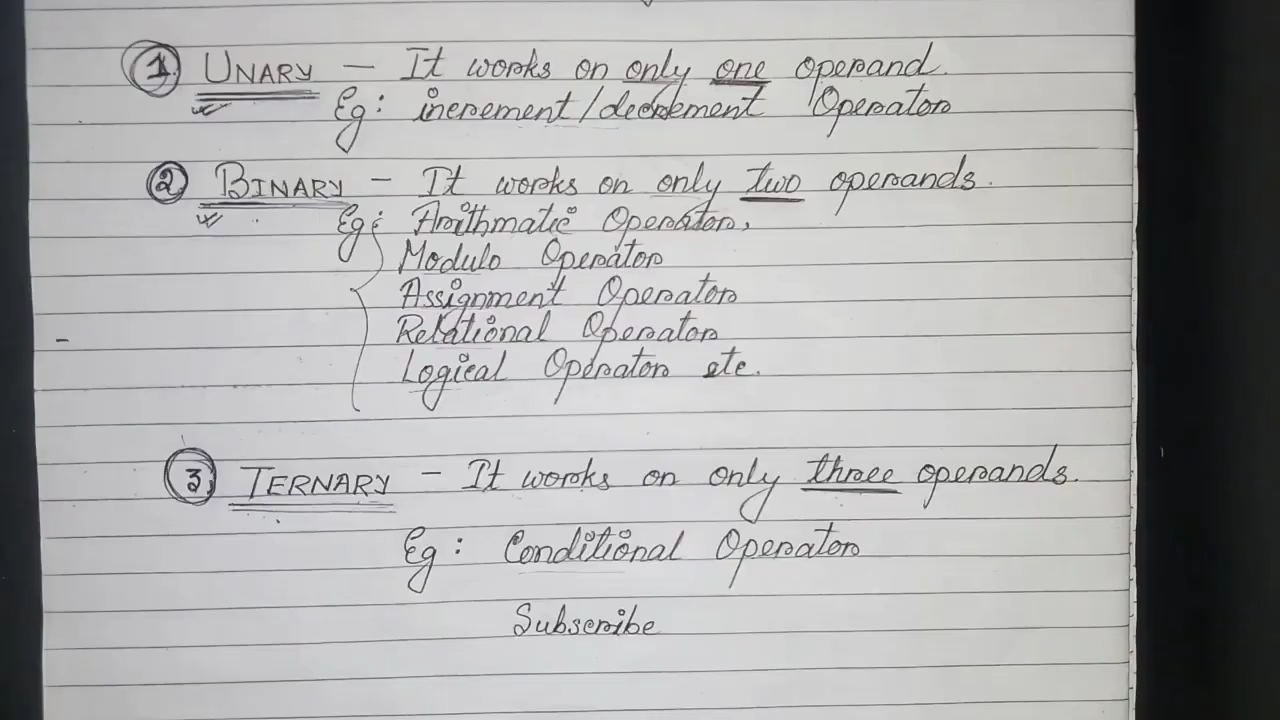 1. UNARY - It works on only one operand.
Eg: increment/decrement Operator
2 BINARY - It works on only two operands.
Eg: Arithmatic Operator,
Modulo Operator
Assignment Operator
Relational Operator
Logical Operator etc.
3. TERNARY - It works on only three operands.
Eg: Conditional Operator
Subscribe